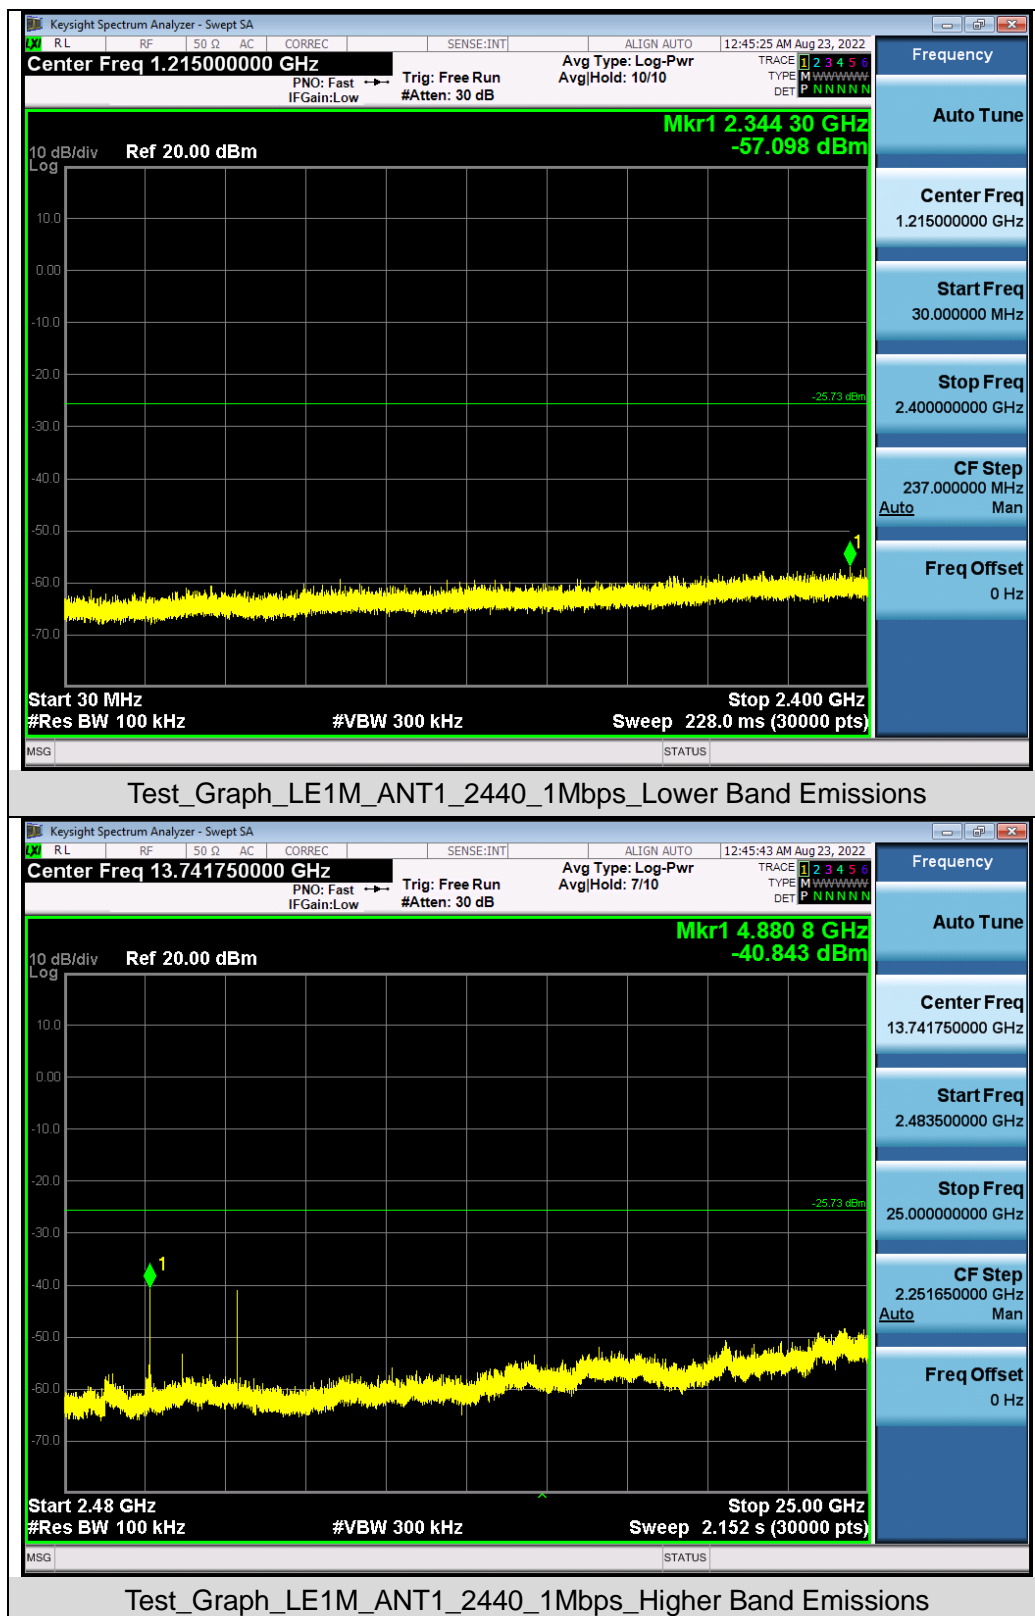 Keysight Spectrum Analyzer - Swept SA
LXI RL RF 50 Ω AC CORREC SENSE:INT ALIGN AUTO 12:45:25 AM Aug 23, 2022
Center Freq 1.215000000 GHz
PNO: Fast
IFGain:Low
Trig: Free Run
#Atten: 30 dB
Avg Type: Log-Pwr
Avg|Hold: 10/10
TRACE 1 2 3 4 5 6
TYPE M WWWWW
DET P N N N N N
Mkr1 2.344 30 GHz
-57.098 dBm
10 dB/div Ref 20.00 dBm
Log
10.0
0.00
-10.0
-20.0
-25.73 dBm
-30.0
-40.0
-50.0
1
-60.0
-70.0
Start 30 MHz Stop 2.400 GHz
#Res BW 100 kHz #VBW 300 kHz Sweep 228.0 ms (30000 pts)
MSG STATUS
Frequency
Auto Tune
Center Freq
1.215000000 GHz
Start Freq
30.000000 MHz
Stop Freq
2.400000000 GHz
CF Step
237.000000 MHz
Auto Man
Freq Offset
0 Hz
Test_Graph_LE1M_ANT1_2440_1Mbps_Lower Band Emissions
Keysight Spectrum Analyzer - Swept SA
LXI RL RF 50 Ω AC CORREC SENSE:INT ALIGN AUTO 12:45:43 AM Aug 23, 2022
Center Freq 13.741750000 GHz
PNO: Fast
IFGain:Low
Trig: Free Run
#Atten: 30 dB
Avg Type: Log-Pwr
Avg|Hold: 7/10
TRACE 1 2 3 4 5 6
TYPE M WWWWW
DET P N N N N N
Mkr1 4.880 8 GHz
-40.843 dBm
10 dB/div Ref 20.00 dBm
Log
10.0
0.00
-10.0
-20.0
-25.73 dBm
-30.0
1
-40.0
-50.0
-60.0
-70.0
Start 2.48 GHz Stop 25.00 GHz
#Res BW 100 kHz #VBW 300 kHz Sweep 2.152 s (30000 pts)
MSG STATUS
Frequency
Auto Tune
Center Freq
13.741750000 GHz
Start Freq
2.483500000 GHz
Stop Freq
25.000000000 GHz
CF Step
2.251650000 GHz
Auto Man
Freq Offset
0 Hz
Test_Graph_LE1M_ANT1_2440_1Mbps_Higher Band Emissions